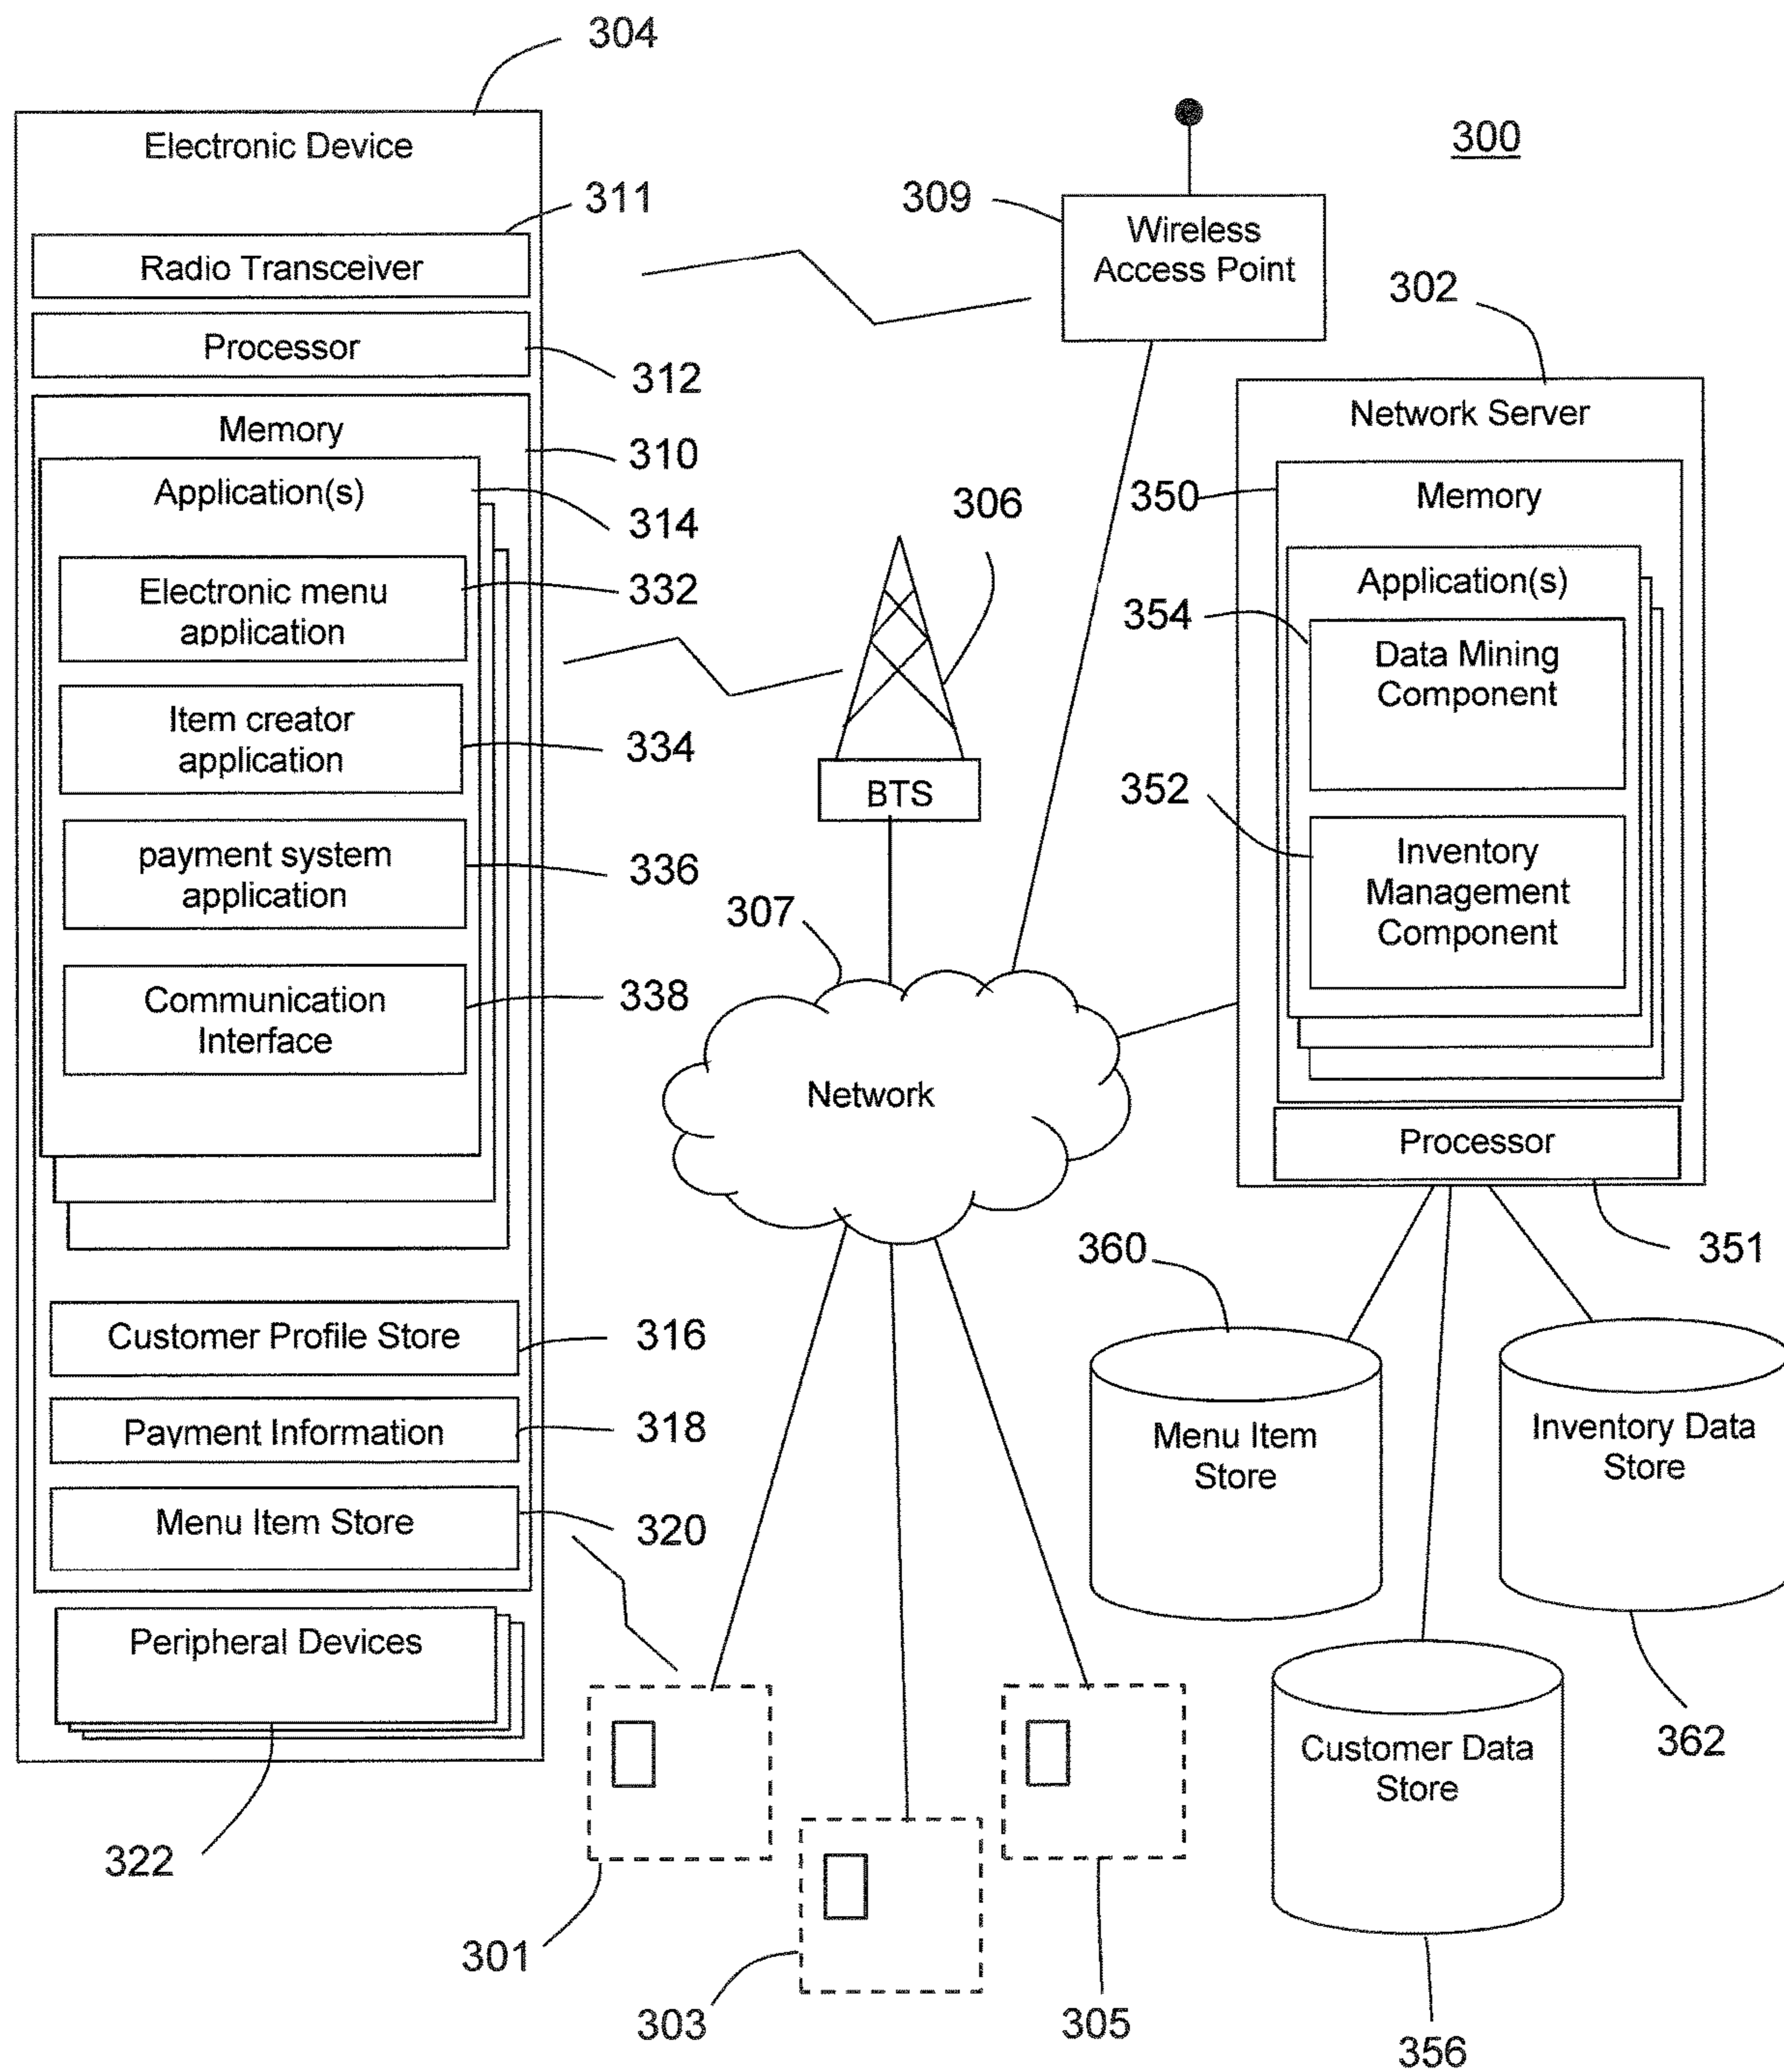 304
Electronic Device
300
311
309
Wireless
Access Point
Radio Transceiver
302
Processor
312
Network Server
Memory
310
350
Memory
Application(s)
314
306
Application(s)
354
Electronic menu
application
332
Data Mining
Component
Item creator
application
334
BTS
352
Inventory
Management
Component
payment system
application
336
307
Communication
Interface
338
Network
Processor
351
360
Customer Profile Store
316
Payment Information
318
Menu Item
Store
Inventory Data
Store
Menu Item Store
320
Peripheral Devices
362
Customer Data
Store
322
301
303
305
356